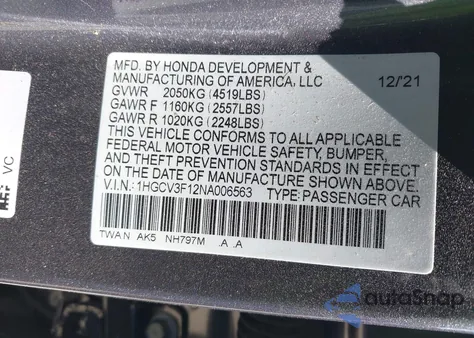 MFD. BY HONDA DEVELOPMENT &
MANUFACTURING OF AMERICA, LLC 12/'21
GVWR 2050KG (4519LBS)
GAWR F 1160KG (2557LBS)
GAWR R 1020KG (2248LBS)
THIS VEHICLE CONFORMS TO ALL APPLICABLE
FEDERAL MOTOR VEHICLE SAFETY, BUMPER,
AND THEFT PREVENTION STANDARDS IN EFFECT
ON THE DATE OF MANUFACTURE SHOWN ABOVE.
V.I.N.: 1HGCV3F12NA006563 TYPE: PASSENGER CAR
TWA N AK5 NH797M .A .A
VC
autoSnap